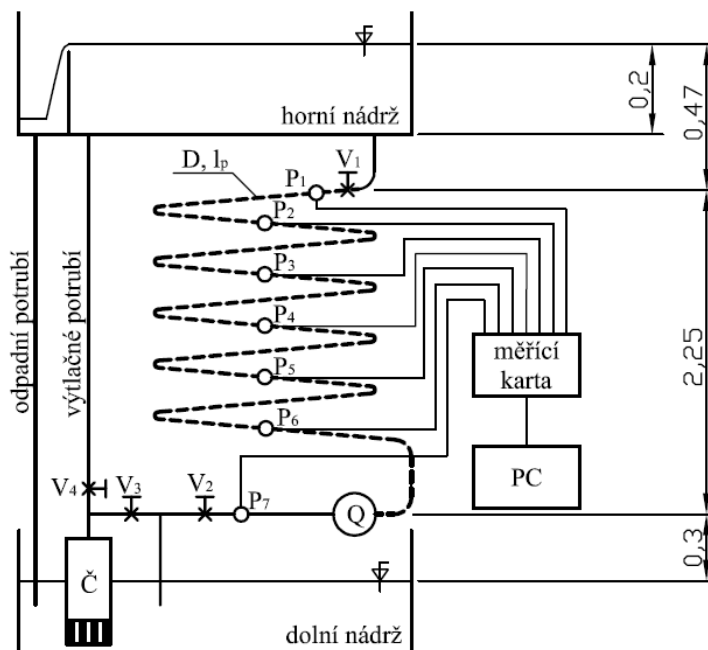 0,2
0,47
horní nádrž
D, lₚ
V₁
P₁
P₂
P₃
P₄
P₅
P₆
2,25
odpadní potrubí
výtlačné potrubí
měřící
karta
PC
V₄
V₃
V₂
P₇
Q
Č
0,3
dolní nádrž